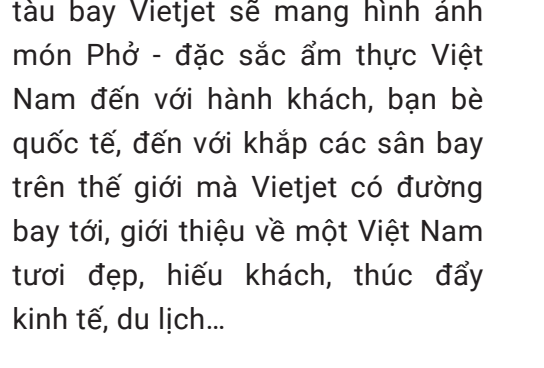 tàu bay Vietjet sẽ mang hình ảnh
món Phở - đặc sắc ẩm thực Việt
Nam đến với hành khách, bạn bè
quốc tế, đến với khắp các sân bay
trên thế giới mà Vietjet có đường
bay tới, giới thiệu về một Việt Nam
tươi đẹp, hiếu khách, thúc đẩy
kinh tế, du lịch...